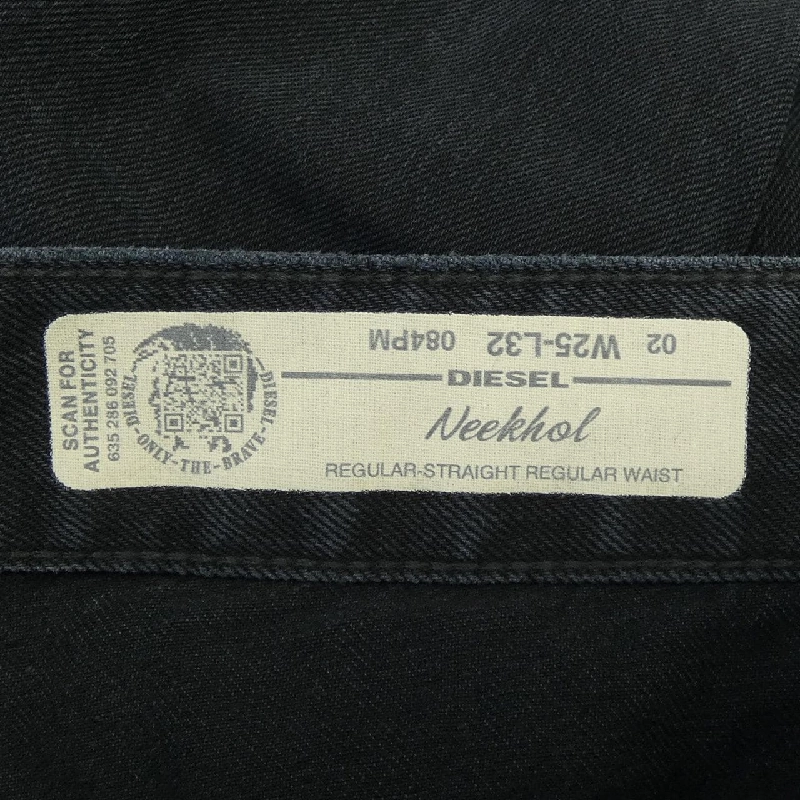 SCAN FOR
AUTHENTICITY
635 286 092 705
DIESEL
DIESEL
ONLY-THE-BRAVE
02 W25-L32 084PM
DIESEL
Neekhol
REGULAR-STRAIGHT REGULAR WAIST